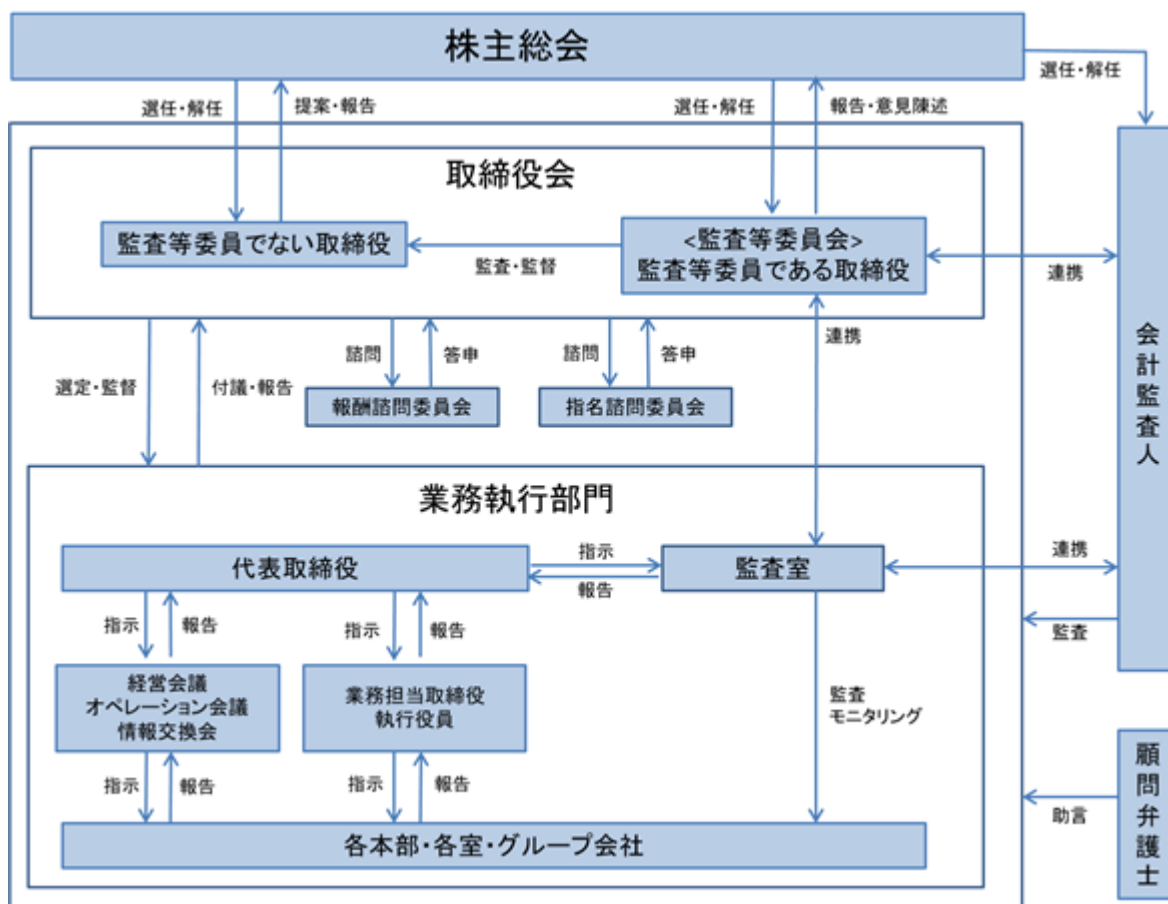 株主総会
選任・解任
選任・解任
提案・報告
選任・解任
報告・意見陳述
取締役会
監査等委員でない取締役
<監査等委員会>
監査等委員である取締役
監査・監督
連携
連携
諮問
答申
諮問
答申
選定・監督
付議・報告
報酬諮問委員会
指名諮問委員会
会計監査人
業務執行部門
代表取締役
指示
報告
監査室
連携
監査
指示
報告
指示
報告
経営会議
オペレーション会議
情報交換会
業務担当取締役
執行役員
監査
モニタリング
指示
報告
指示
報告
助言
顧問弁護士
各本部・各室・グループ会社